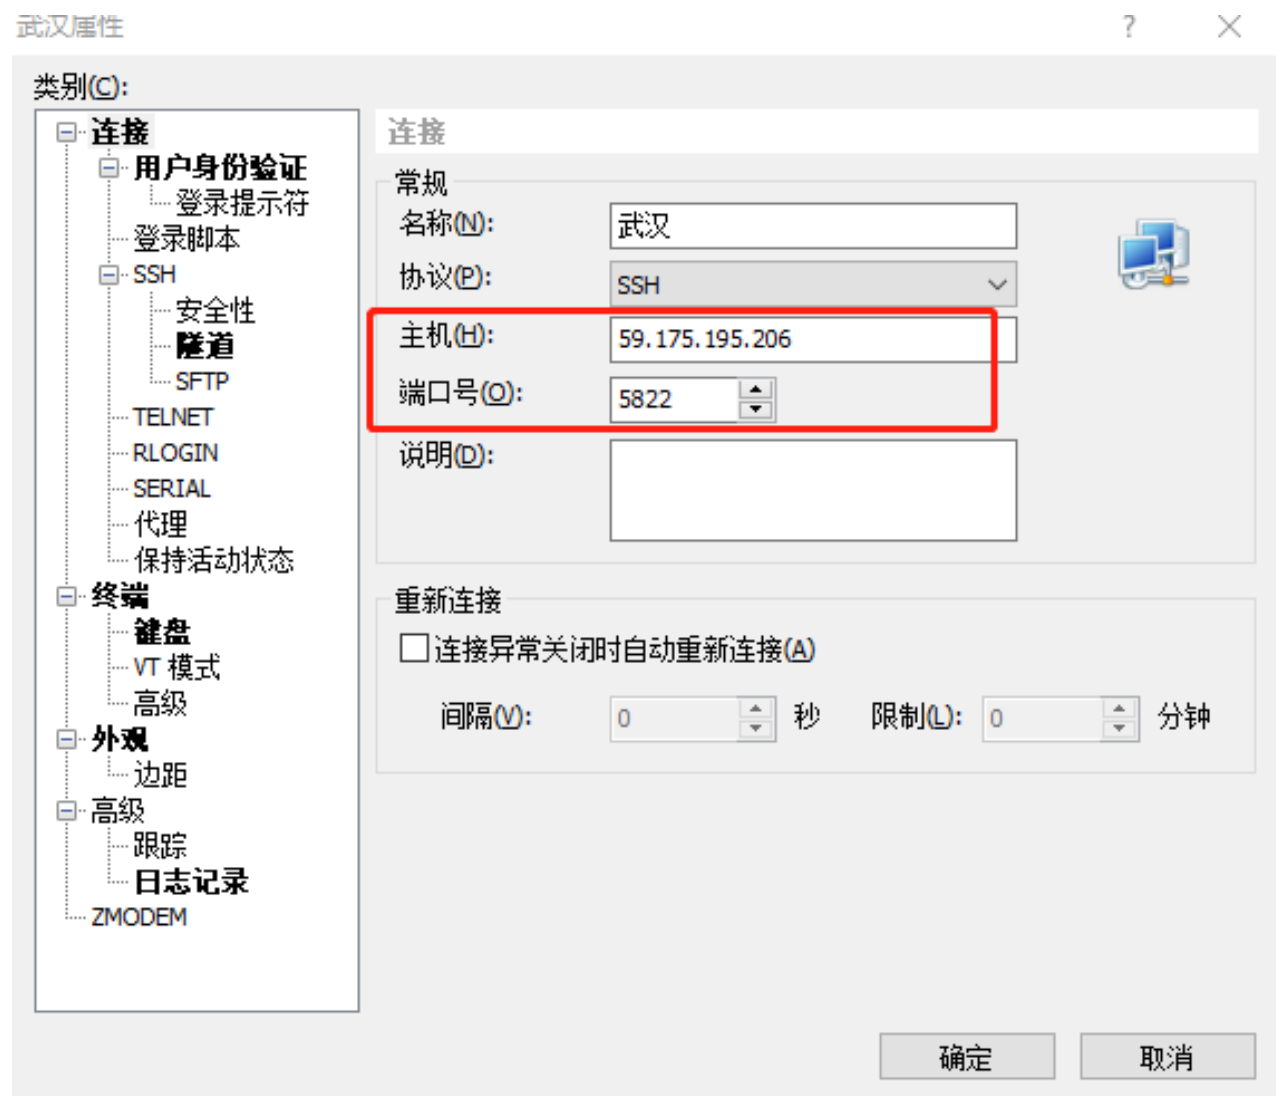 武汉属性
?
类别(C):
连接
用户身份验证
登录提示符
登录脚本
SSH
安全性
隧道
SFTP
TELNET
RLOGIN
SERIAL
代理
保持活动状态
终端
键盘
VT 模式
高级
外观
边距
高级
跟踪
日志记录
ZMODEM
连接
常规
名称(N): 武汉
协议(P): SSH
主机(H): 59.175.195.206
端口号(O): 5822
说明(D):
重新连接
连接异常关闭时自动重新连接(A)
间隔(V): 0 秒 限制(L): 0 分钟
确定 取消